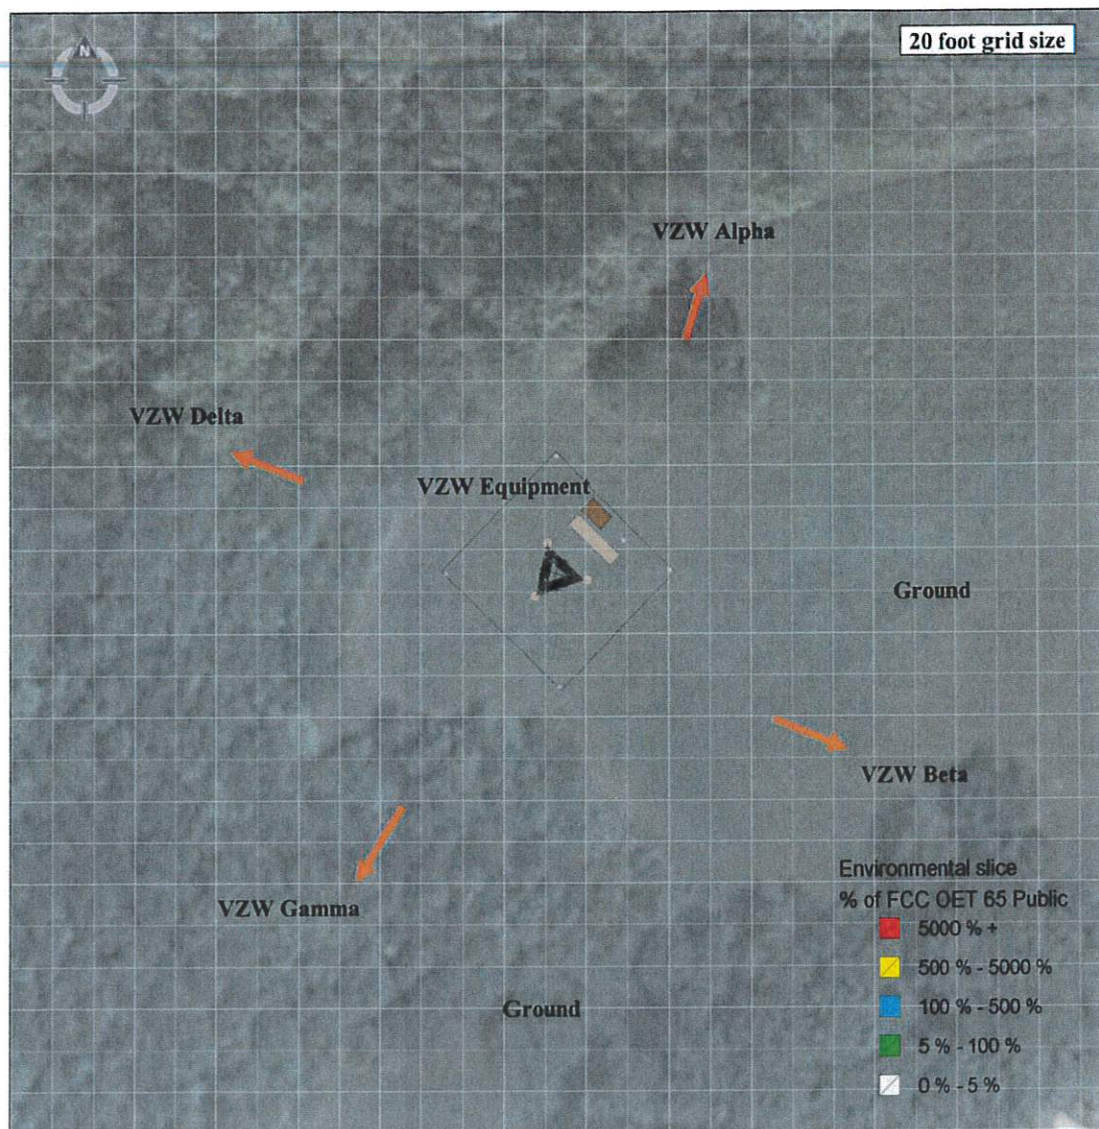 N
20 foot grid size
VZW Alpha
VZW Delta
VZW Equipment
Ground
VZW Beta
VZW Gamma
Ground
Environmental slice
% of FCC OET 65 Public
5000 % +
500 % - 5000 %
100 % - 500 %
5 % - 100 %
0 % - 5 %